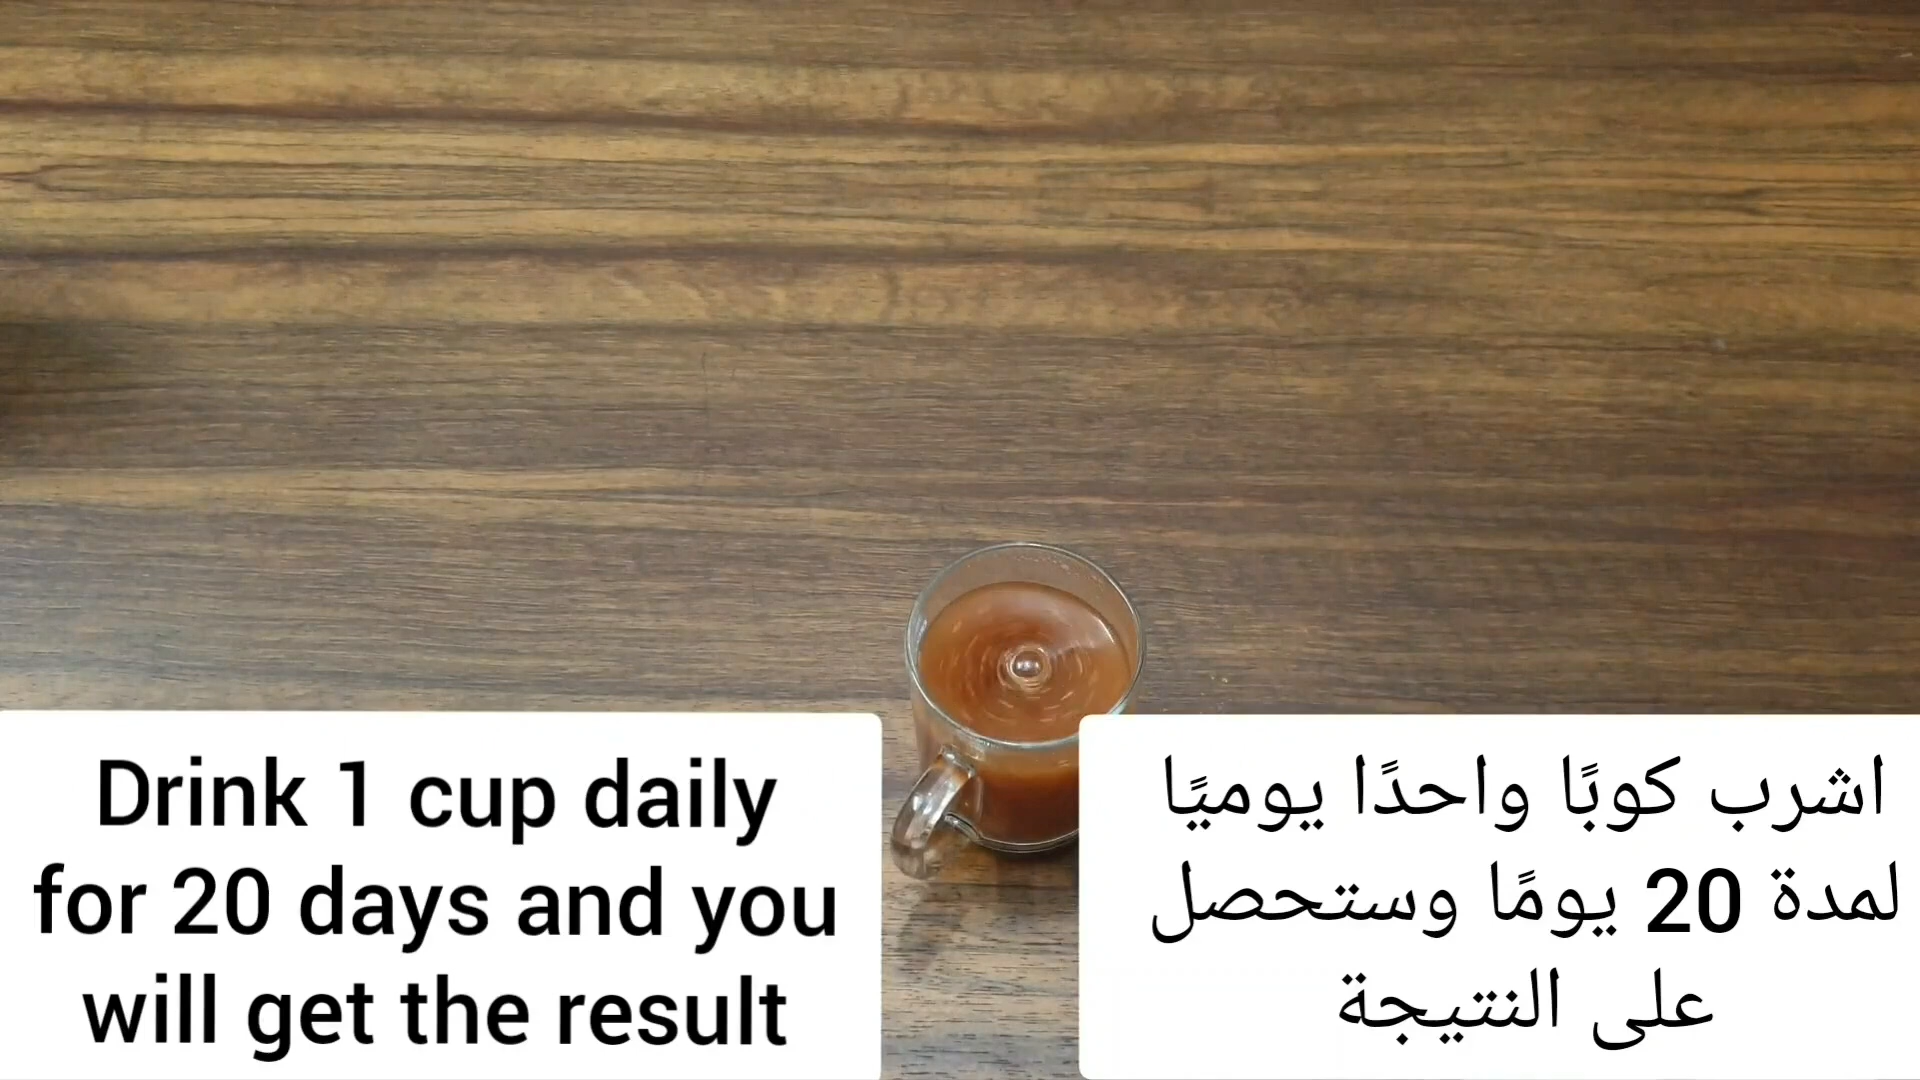 Drink 1 cup daily
for 20 days and you
will get the result
اشرب كوبًا واحدًا يوميًا
لمدة 20 يومًا وستحصل
على النتيجة